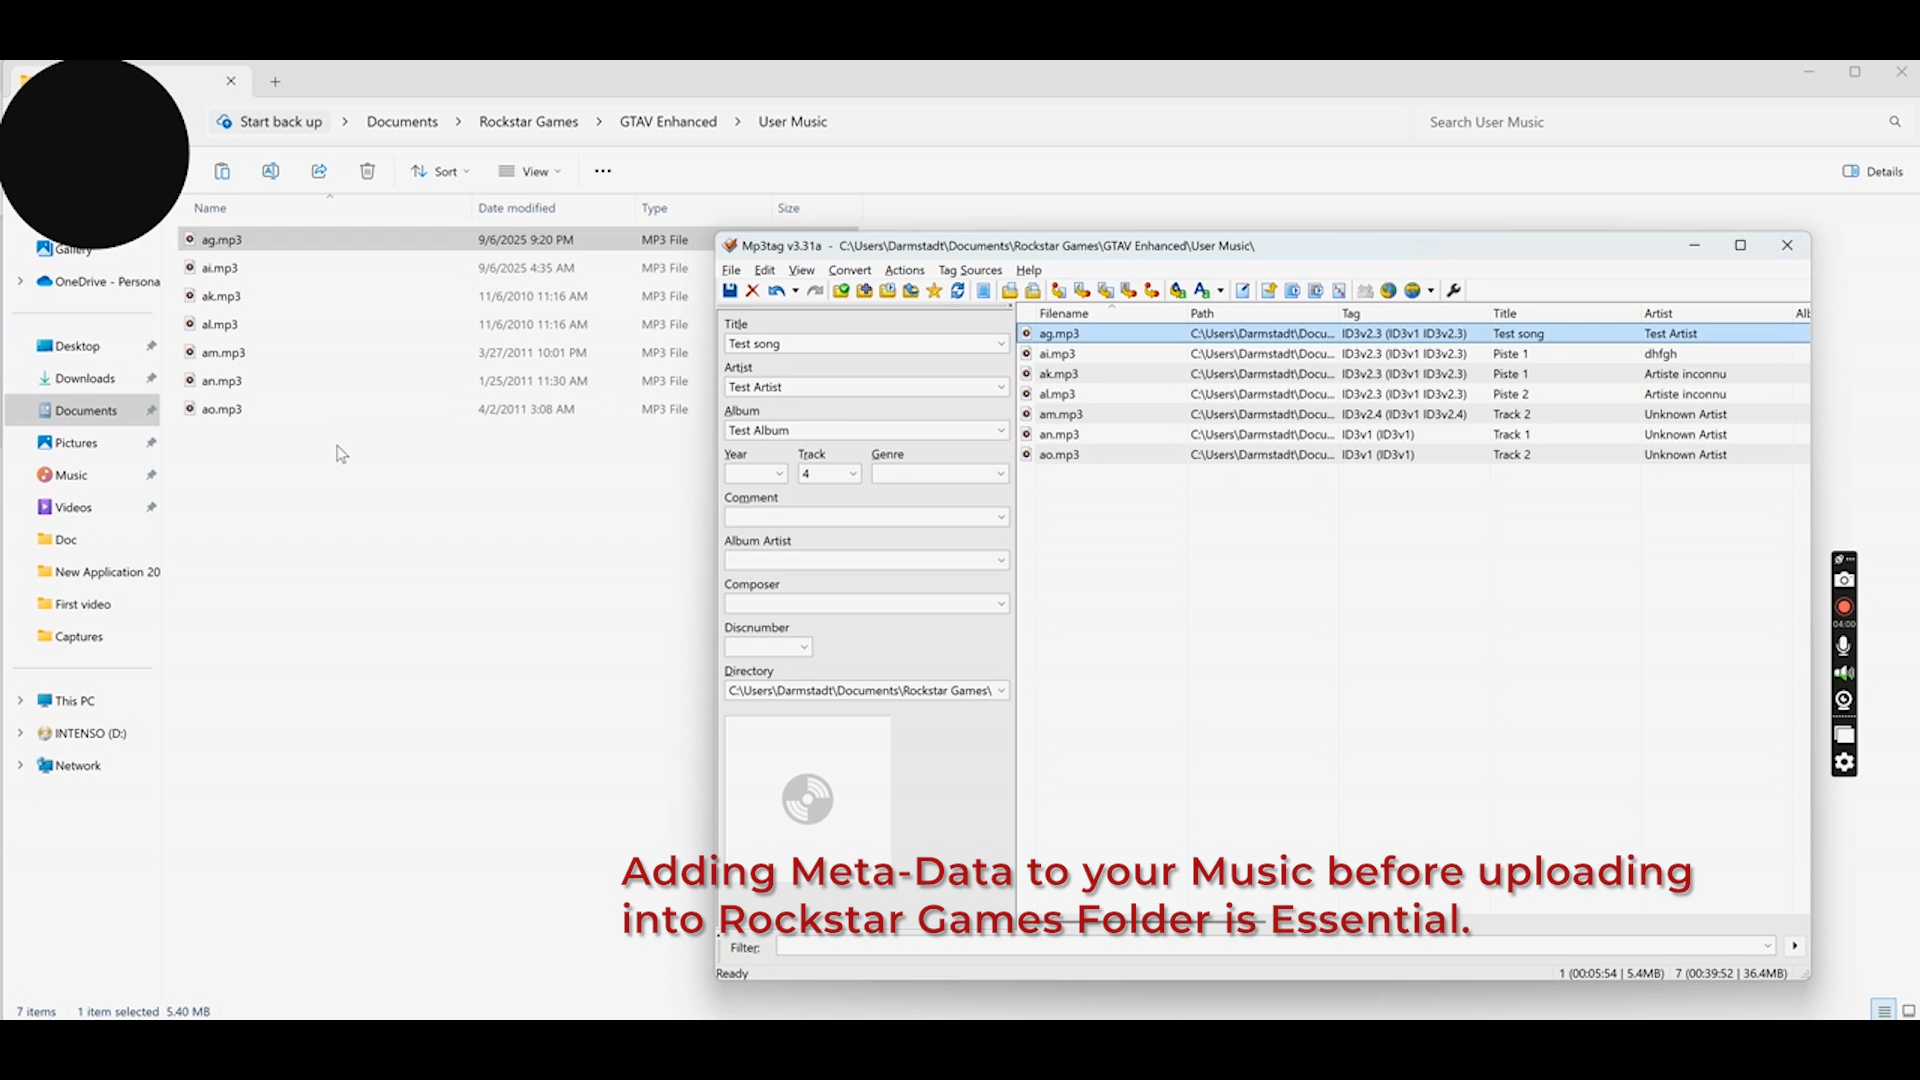 Start back up > Documents > Rockstar Games > GTAV Enhanced > User Music
Search User Music
Sort
View
Details
Name Date modified Type Size
ag.mp3 9/6/2025 9:20 PM MP3 File
ai.mp3 9/6/2025 4:35 AM MP3 File
ak.mp3 11/6/2010 11:16 AM MP3 File
al.mp3 11/6/2010 11:16 AM MP3 File
am.mp3 3/27/2011 10:01 PM MP3 File
an.mp3 1/25/2011 11:30 AM MP3 File
ao.mp3 4/2/2011 3:08 AM MP3 File
Gallery
OneDrive - Persona
Desktop
Downloads
Documents
Pictures
Music
Videos
Doc
New Application 20
First video
Captures
This PC
INTENSO (D:)
Network
7 items 1 item selected 5.40 MB
Mp3tag v3.31a - C:\Users\Darmstadt\Documents\Rockstar Games\GTAV Enhanced\User Music\
File Edit View Convert Actions Tag Sources Help
Title
Test song
Artist
Test Artist
Album
Test Album
Year Track Genre
4
Comment
Album Artist
Composer
Discnumber
Directory
C:\Users\Darmstadt\Documents\Rockstar Games\
Filename Path Tag Title Artist Alb
ag.mp3 C:\Users\Darmstadt\Docu... ID3v2.3 (ID3v1 ID3v2.3) Test song Test Artist
ai.mp3 C:\Users\Darmstadt\Docu... ID3v2.3 (ID3v1 ID3v2.3) Piste 1 dhfgh
ak.mp3 C:\Users\Darmstadt\Docu... ID3v2.3 (ID3v1 ID3v2.3) Piste 1 Artiste inconnu
al.mp3 C:\Users\Darmstadt\Docu... ID3v2.3 (ID3v1 ID3v2.3) Piste 2 Artiste inconnu
am.mp3 C:\Users\Darmstadt\Docu... ID3v2.4 (ID3v1 ID3v2.4) Track 2 Unknown Artist
an.mp3 C:\Users\Darmstadt\Docu... ID3v1 (ID3v1) Track 1 Unknown Artist
ao.mp3 C:\Users\Darmstadt\Docu... ID3v1 (ID3v1) Track 2 Unknown Artist
04:00
Adding Meta-Data to your Music before uploading
into Rockstar Games Folder is Essential.
Filter:
Ready
1 (00:05:54 | 5.4MB) 7 (00:39:52 | 36.4MB)